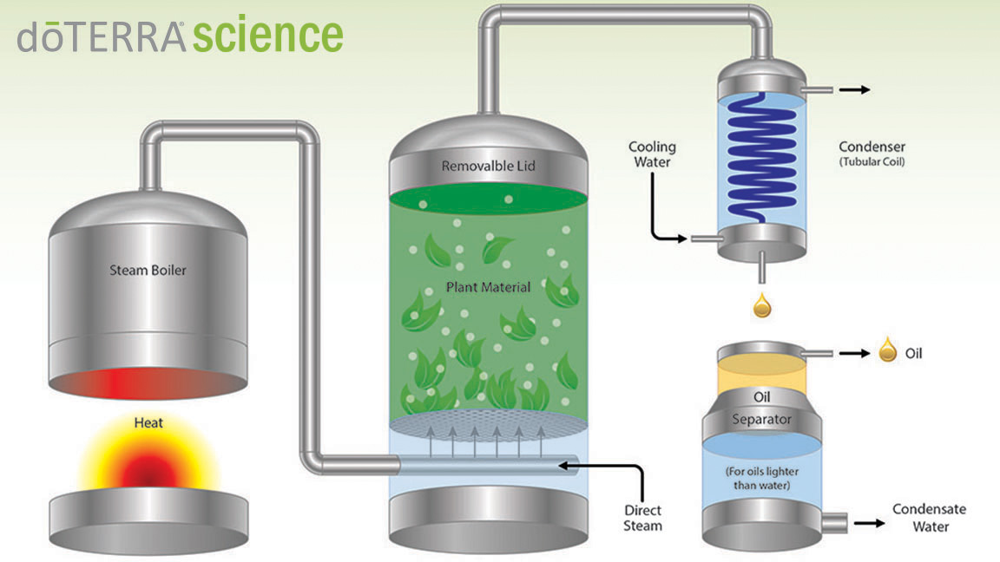 dōTERRA® science
Removalble Lid
Steam Boiler
Plant Material
Heat
Direct
Steam
Cooling
Water
Condenser
(Tubular Coil)
Oil
Oil
Separator
(For oils lighter
than water)
Condensate
Water